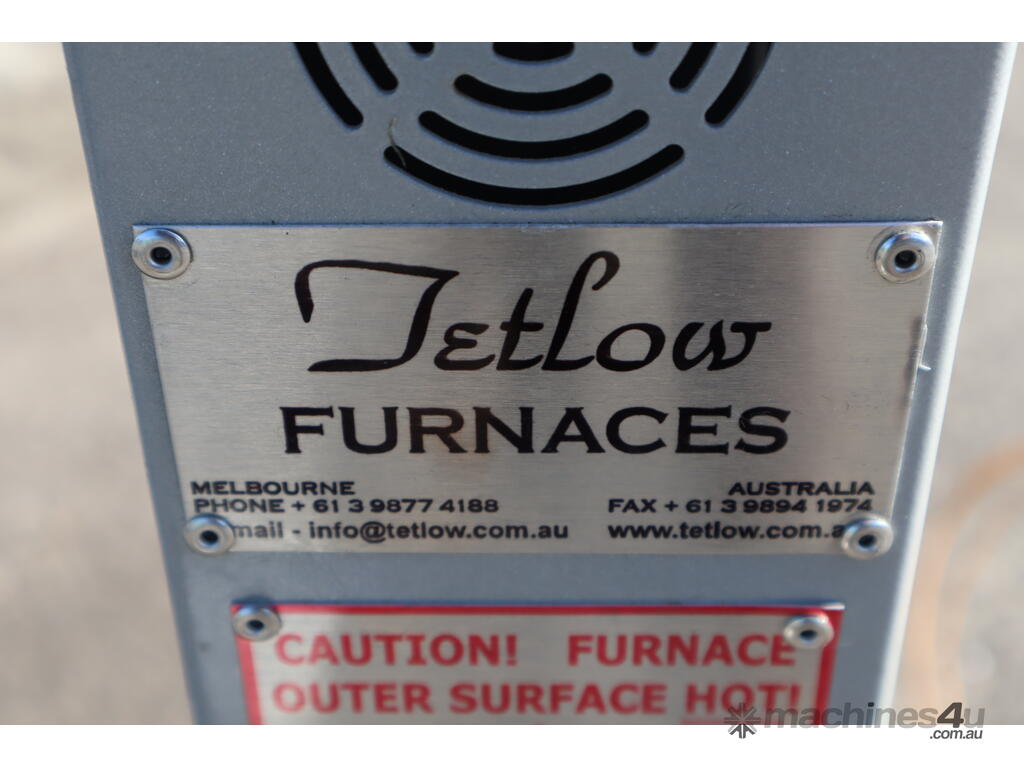 Tetlow
FURNACES
MELBOURNE AUSTRALIA
PHONE + 61 3 9877 4188 FAX + 61 3 9894 1974
mail - info@tetlow.com.au www.tetlow.com.a
CAUTION! FURNACE
OUTER SURFACE HOT!
machines4u
.com.au